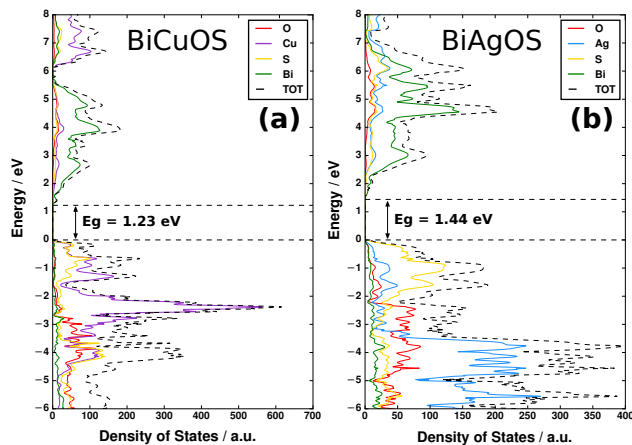 BiCuOS
O
Cu
S
Bi
TOT
(a)
Eg = 1.23 eV
Energy / eV
8
7
6
5
4
3
2
1
0
−1
−2
−3
−4
−5
−6
0 100 200 300 400 500 600 700
Density of States / a.u.
BiAgOS
O
Ag
S
Bi
TOT
(b)
Eg = 1.44 eV
Energy / eV
8
7
6
5
4
3
2
1
0
−1
−2
−3
−4
−5
−6
0 50 100 150 200 250 300 350 400
Density of States / a.u.